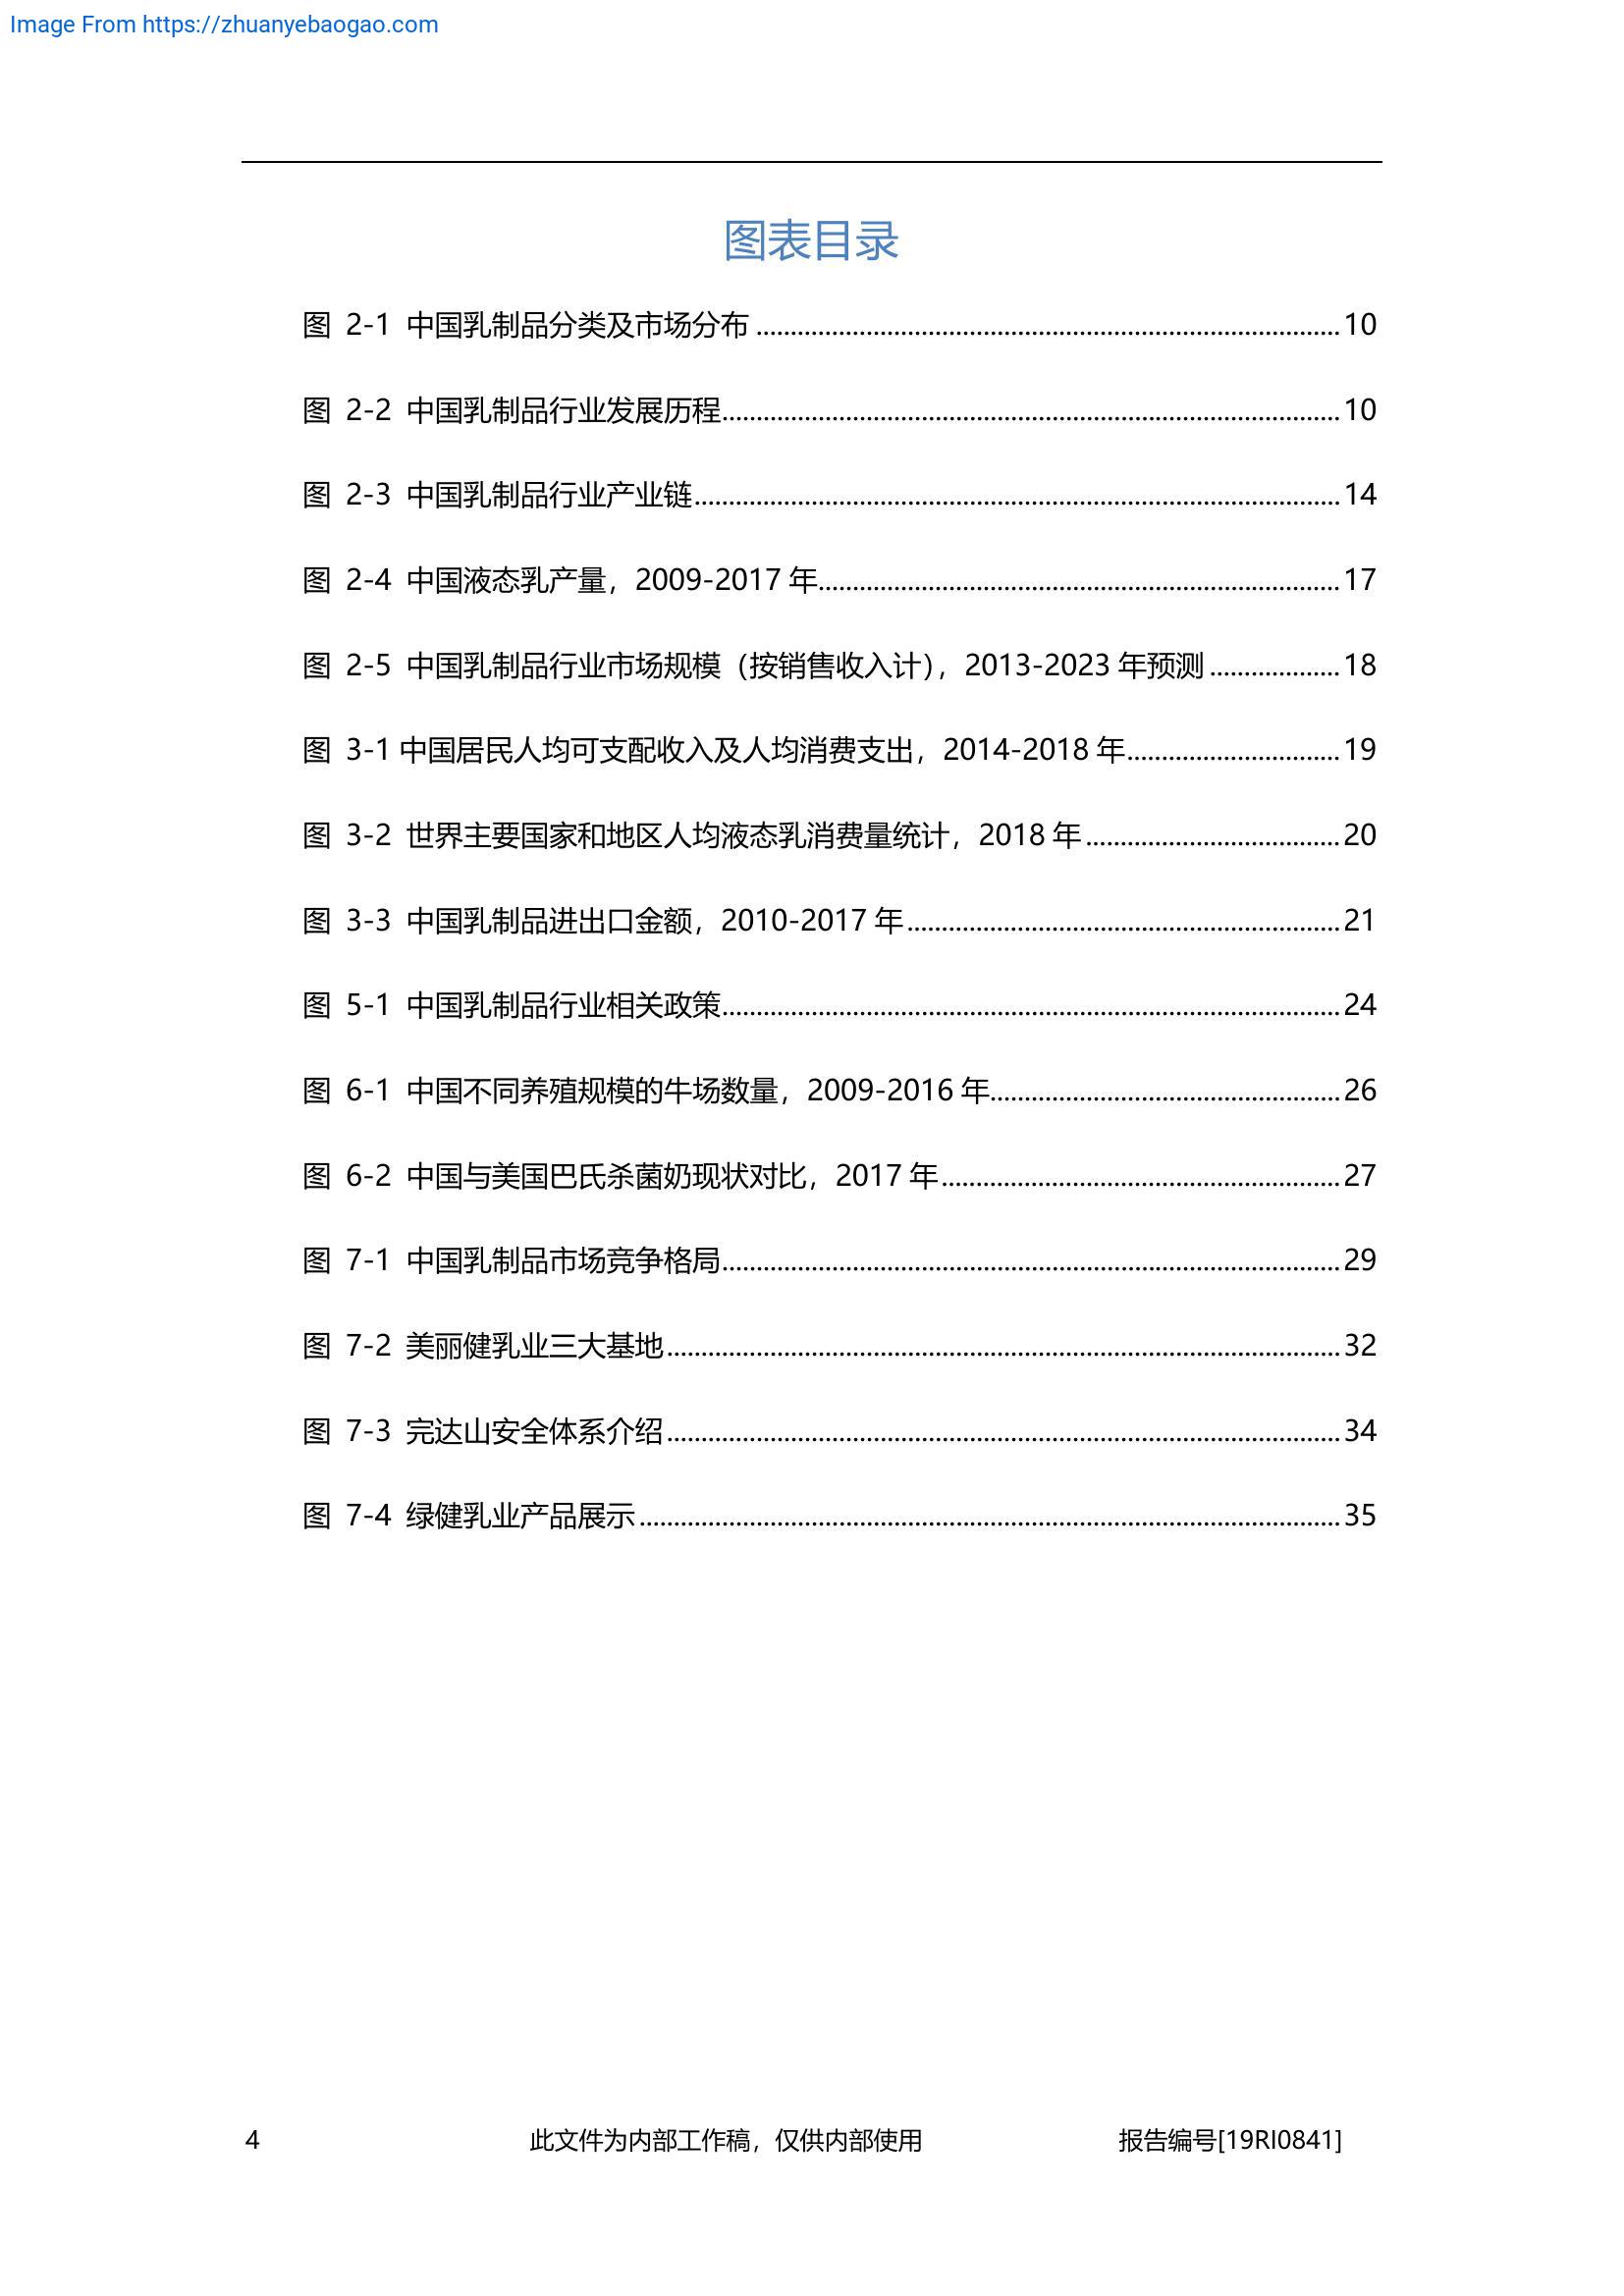 Image From https://zhuanyebaogao.com
图表目录
图 2-1 中国乳制品分类及市场分布 ........................................................................................ 10
图 2-2 中国乳制品行业发展历程............................................................................................. 10
图 2-3 中国乳制品行业产业链................................................................................................. 14
图 2-4 中国液态乳产量，2009-2017 年............................................................................... 17
图 2-5 中国乳制品行业市场规模（按销售收入计），2013-2023 年预测 ................... 18
图 3-1 中国居民人均可支配收入及人均消费支出，2014-2018 年................................ 19
图 3-2 世界主要国家和地区人均液态乳消费量统计，2018 年 ...................................... 20
图 3-3 中国乳制品进出口金额，2010-2017 年 ................................................................. 21
图 5-1 中国乳制品行业相关政策............................................................................................. 24
图 6-1 中国不同养殖规模的牛场数量，2009-2016 年..................................................... 26
图 6-2 中国与美国巴氏杀菌奶现状对比，2017 年 ............................................................ 27
图 7-1 中国乳制品市场竞争格局............................................................................................. 29
图 7-2 美丽健乳业三大基地 ..................................................................................................... 32
图 7-3 完达山安全体系介绍 ..................................................................................................... 34
图 7-4 绿健乳业产品展示 ......................................................................................................... 35
4 此文件为内部工作稿，仅供内部使用 报告编号[19RI0841]